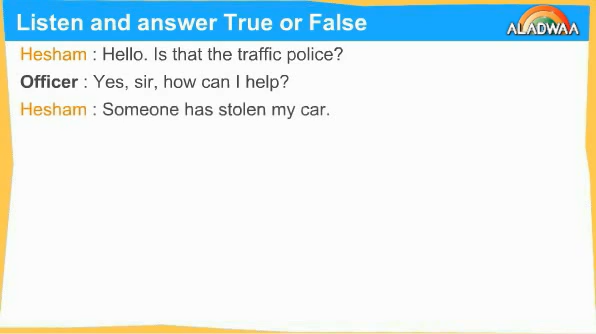 Listen and answer True or False
ALADWAA
Hesham : Hello. Is that the traffic police?
Officer : Yes, sir, how can I help?
Hesham : Someone has stolen my car.